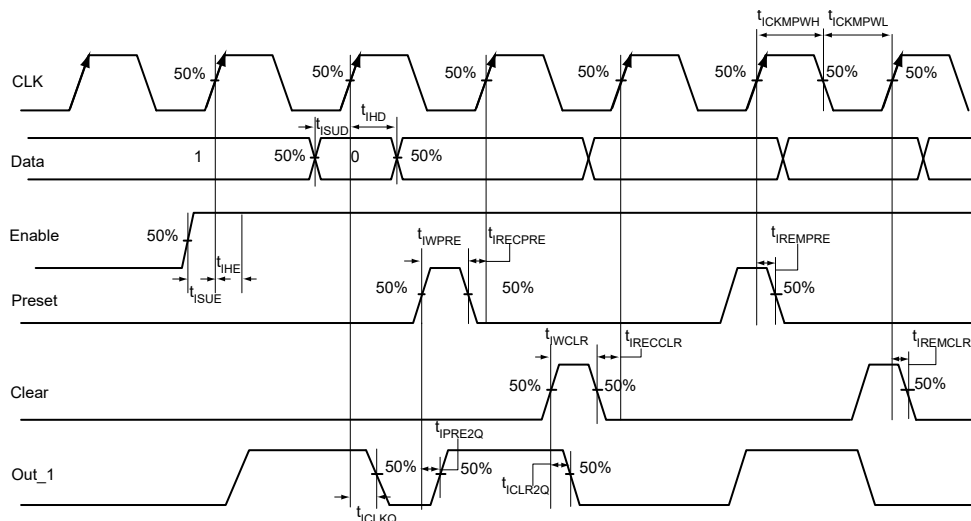 tICKMPWH tICKMPWL
CLK 50% 50% 50% 50% 50% 50% 50%
tISUD tIHD
Data 1 50% 0 50%
Enable 50% tIHE tISUE
tIWPRE tIRECPRE tIREMPRE
Preset 50% 50% 50%
tIWCLR tIRECCLR tIREMCLR
Clear 50% 50% 50%
tIPRE2Q
Out_1 50% 50% 50%
tICLR2Q
tICLKQ